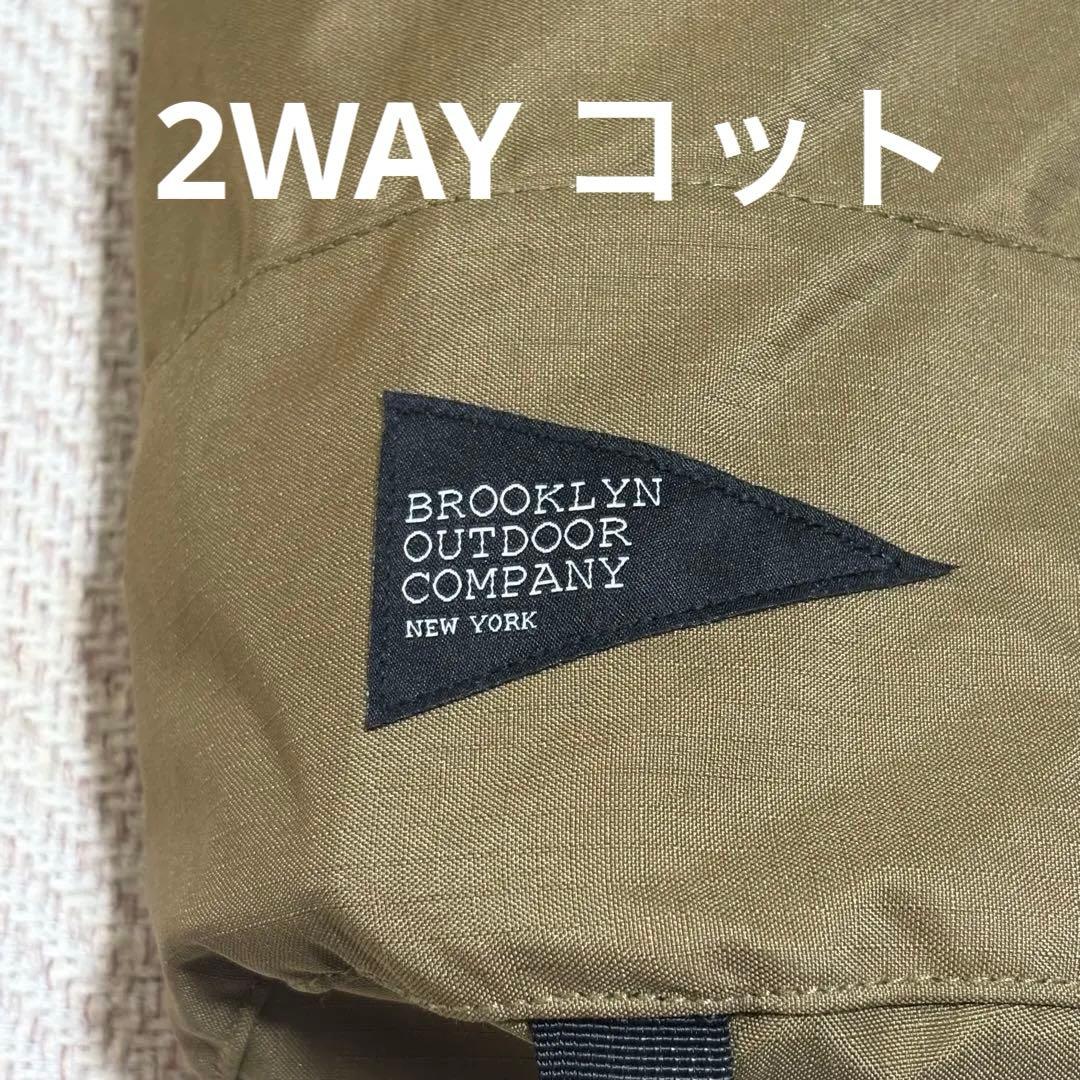 2WAY コット
BROOKLYN
OUTDOOR
COMPANY
NEW YORK